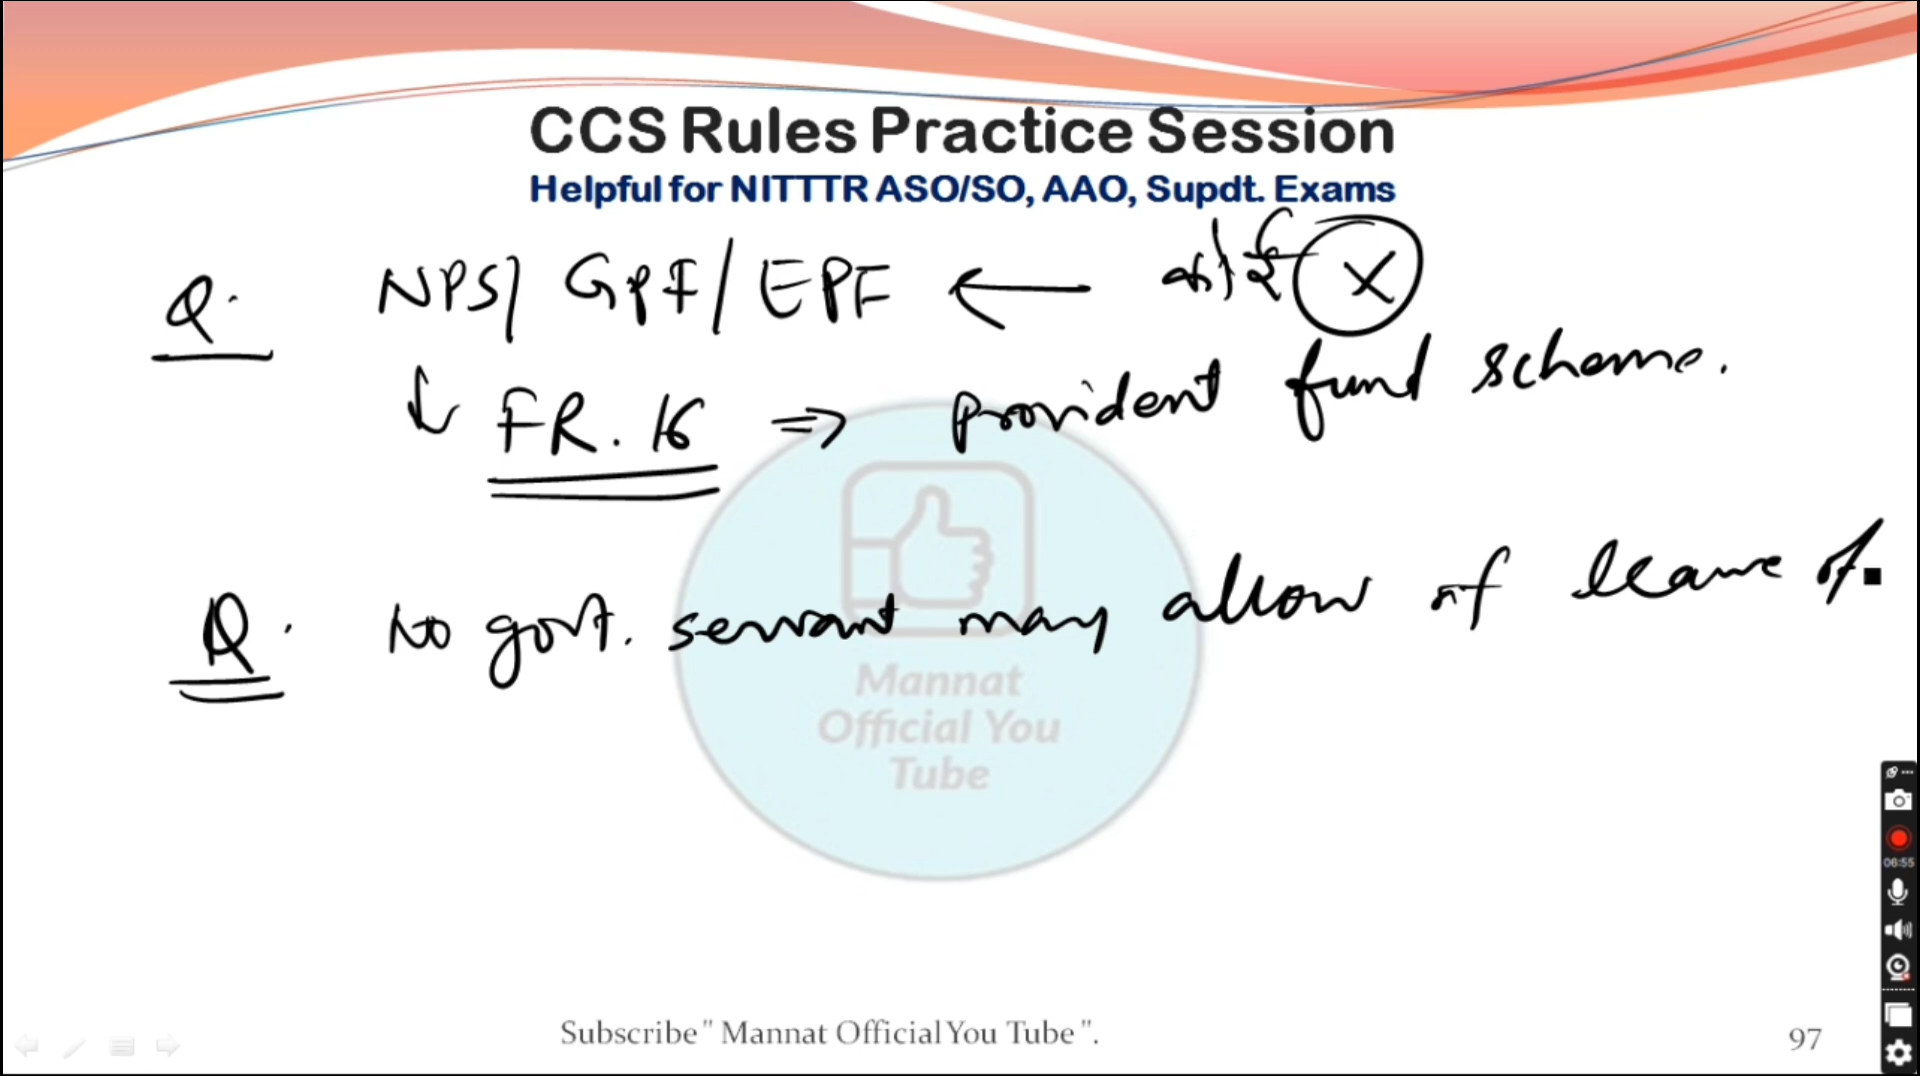 CCS Rules Practice Session
Helpful for NITTTR ASO/SO, AAO, Supdt. Exams
Q. NPS/ GPF/ EPF ← X
↓ FR. 16 ⇒ provident fund scheme.
Q. No govt. servant may allow of leave of
Mannat
Official You
Tube
06:55
Subscribe " Mannat Official You Tube ".
97